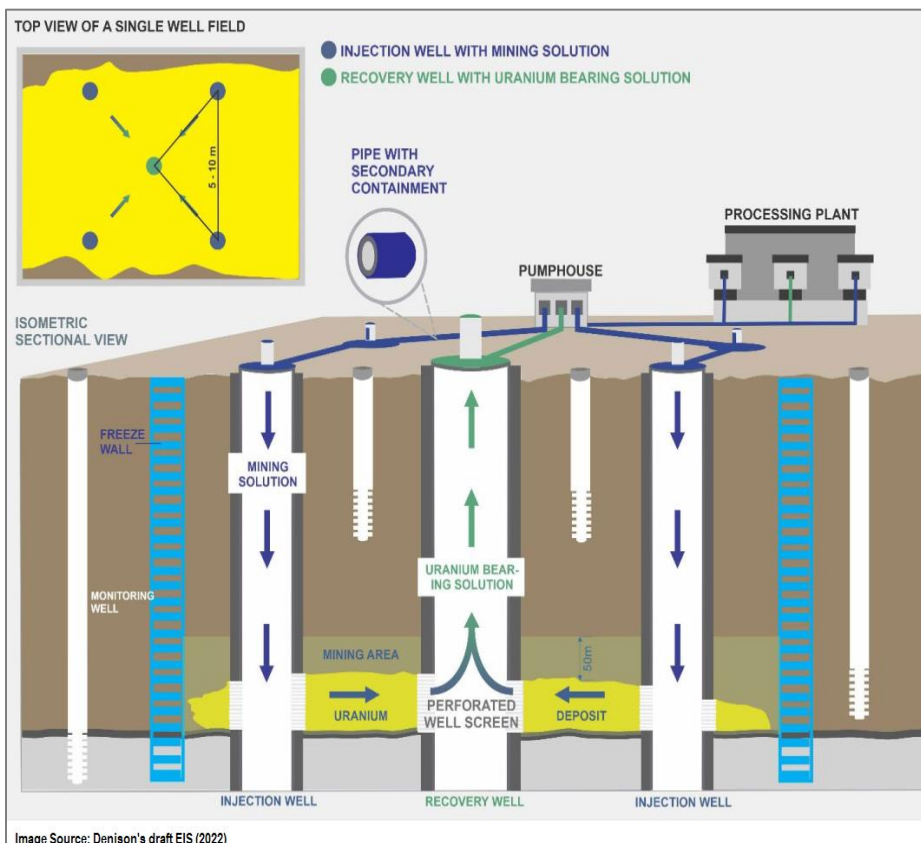 TOP VIEW OF A SINGLE WELL FIELD
INJECTION WELL WITH MINING SOLUTION
RECOVERY WELL WITH URANIUM BEARING SOLUTION
5 - 10 m
PIPE WITH
SECONDARY
CONTAINMENT
PROCESSING PLANT
PUMPHOUSE
ISOMETRIC
SECTIONAL VIEW
FREEZE
WALL
MINING
SOLUTION
URANIUM BEAR-
ING SOLUTION
MONITORING
WELL
MINING AREA
50m
URANIUM
PERFORATED
WELL SCREEN
DEPOSIT
INJECTION WELL
RECOVERY WELL
INJECTION WELL
Image Source: Denison's draft EIS (2022)